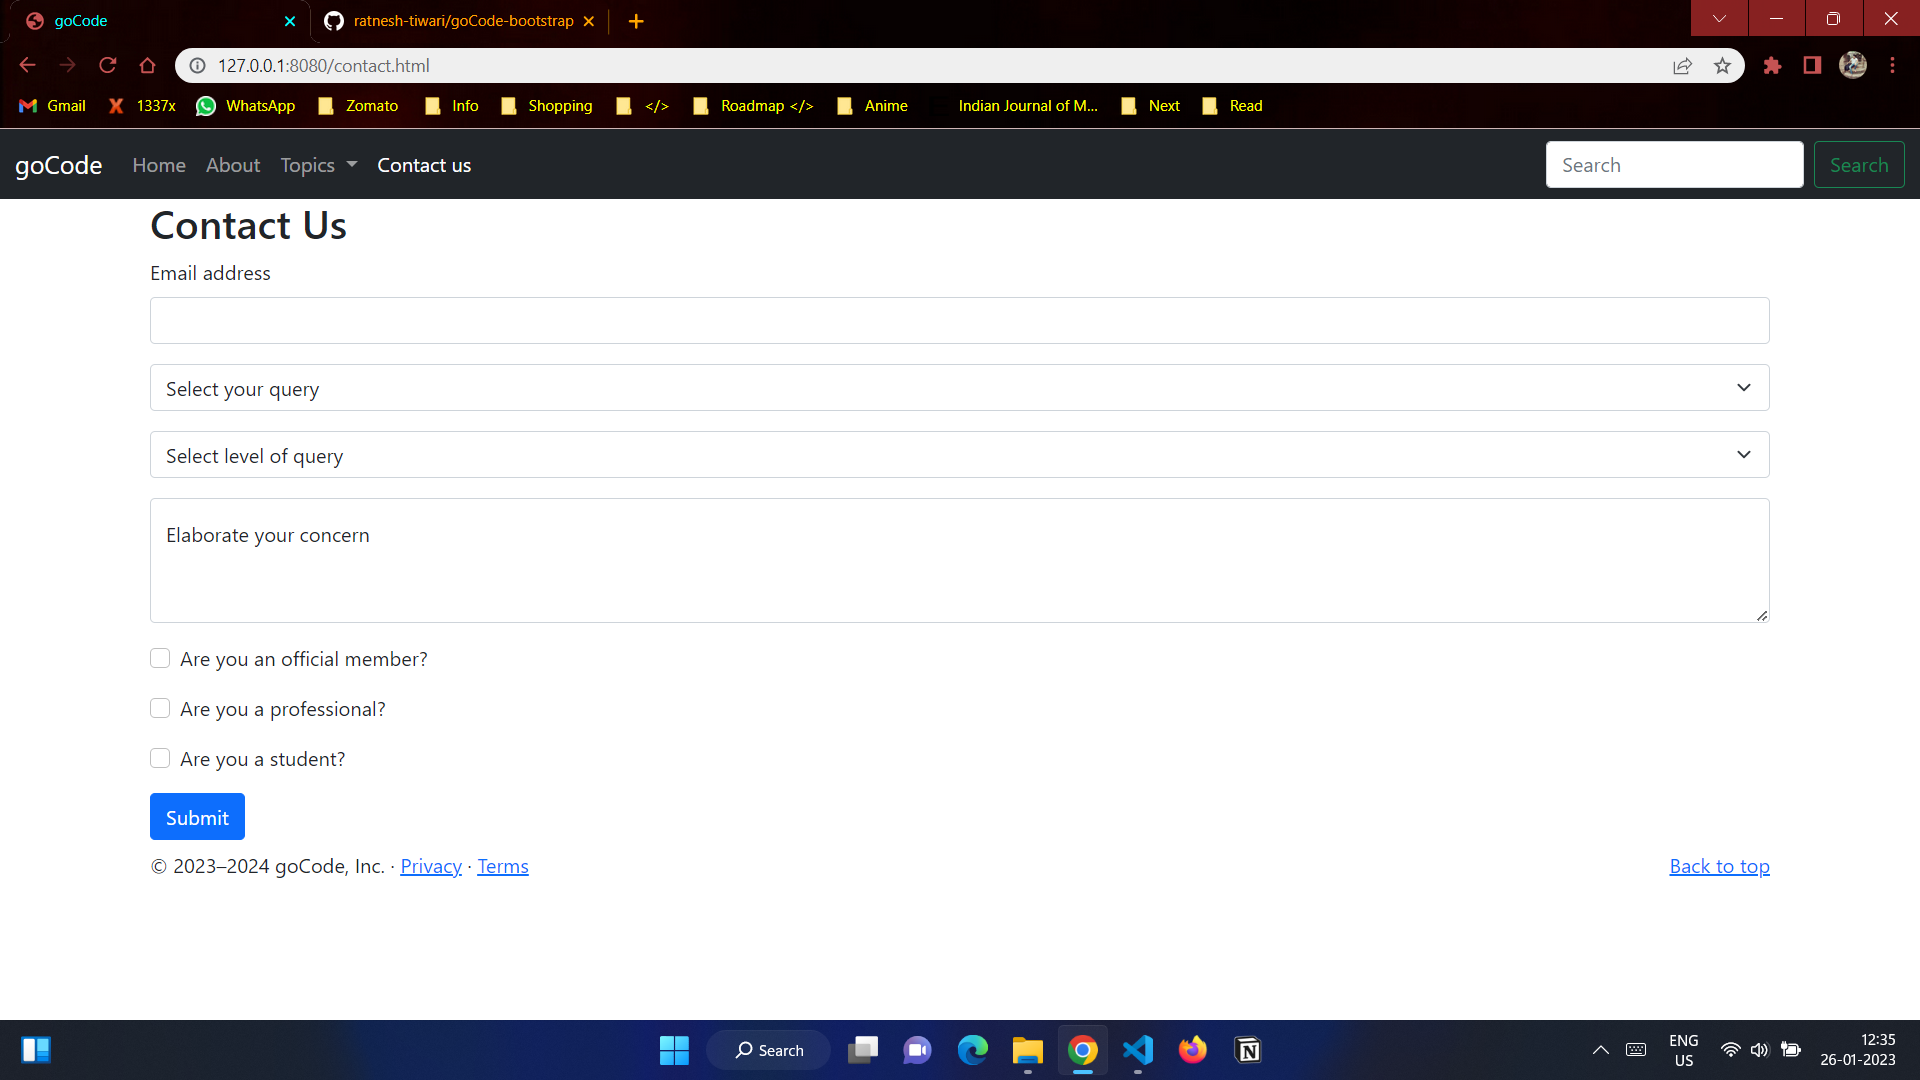 goCode
ratnesh-tiwari/goCode-bootstrap
127.0.0.1:8080/contact.html
Gmail 1337x WhatsApp Zomato Info Shopping </> Roadmap </> Anime Indian Journal of M... Next Read
goCode Home About Topics Contact us Search Search
Contact Us
Email address
Select your query
Select level of query
Elaborate your concern
Are you an official member?
Are you a professional?
Are you a student?
Submit
© 2023–2024 goCode, Inc. · Privacy · Terms Back to top
Search
ENG
US
12:35
26-01-2023